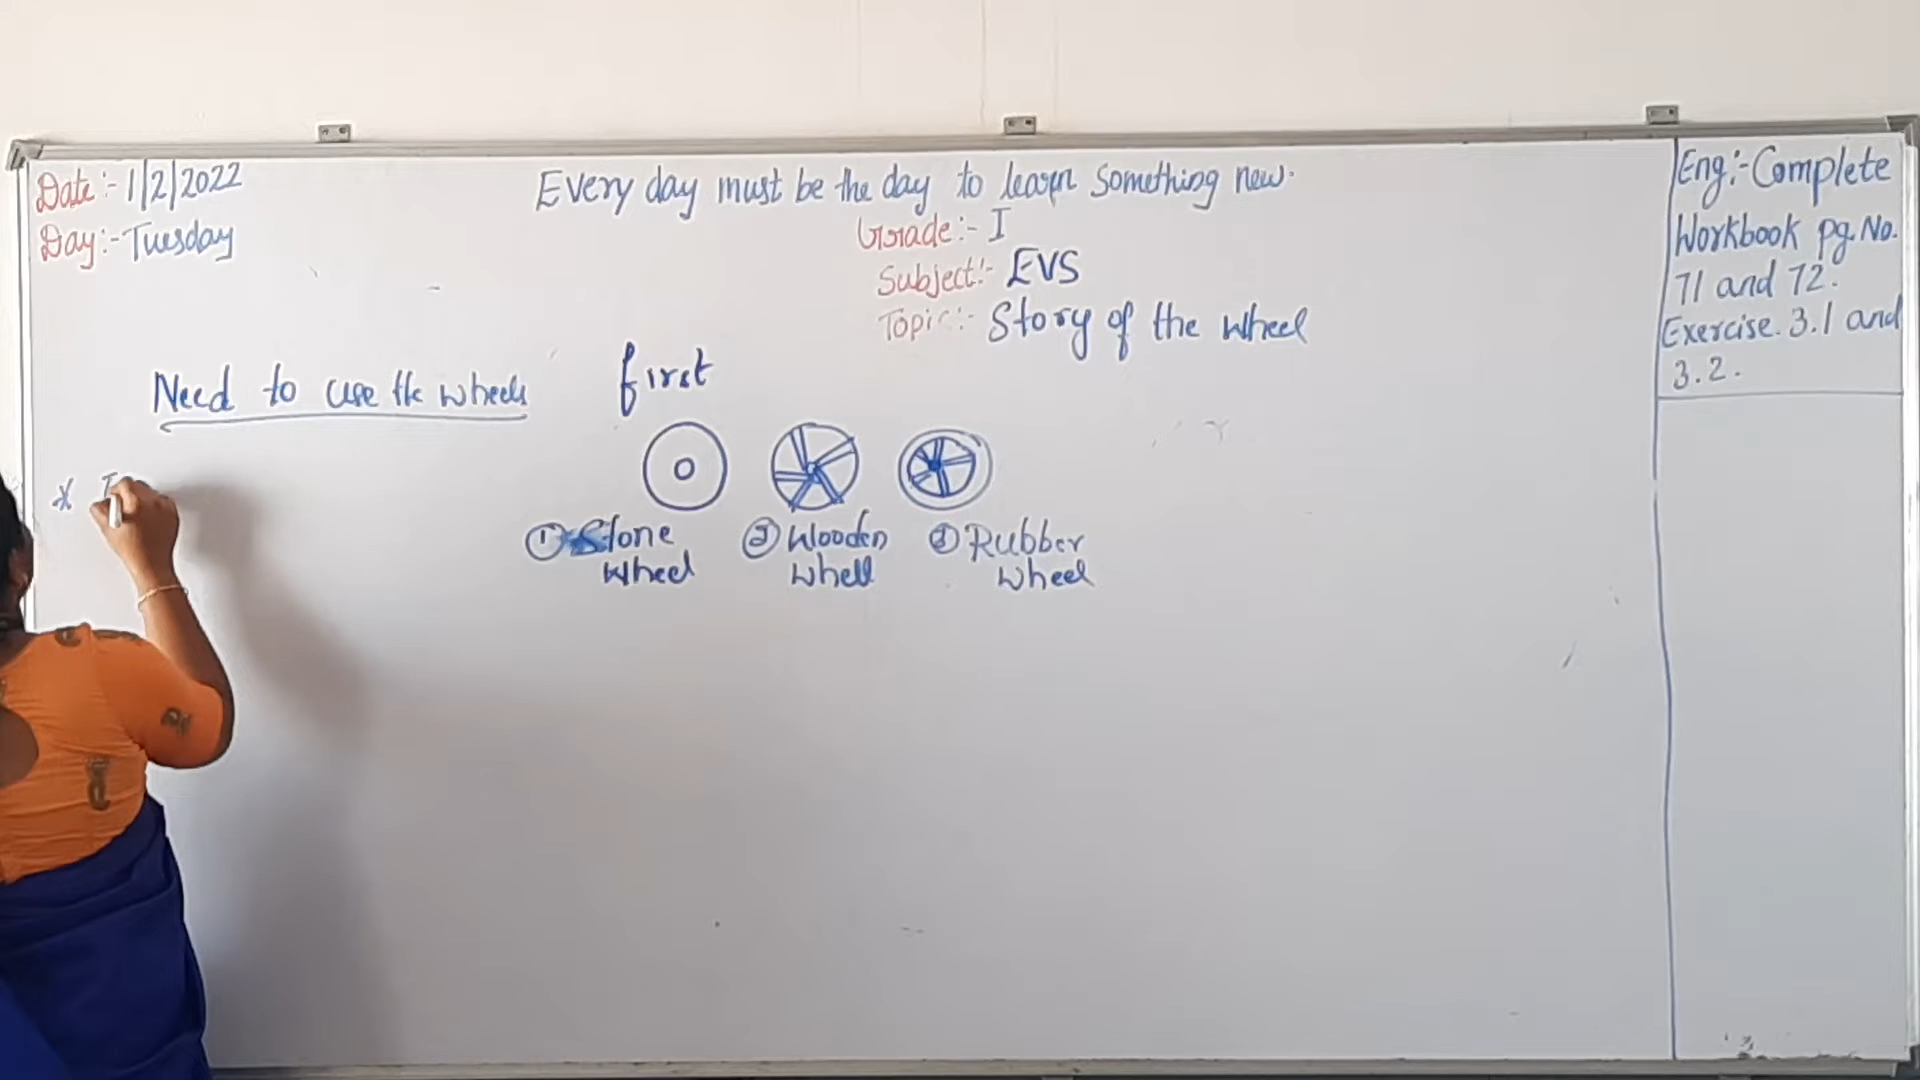 Date:- 1/2/2022
Day:- Tuesday
Every day must be the day to learn something new.
Grade:- I
Subject:- EVS
Topic:- Story of the wheel
Need to use the wheels
first
① Stone
wheel
② Wooden
whell
③ Rubber
wheel
*
Eng:- Complete
Workbook pg. No.
71 and 72.
Exercise. 3.1 and
3.2.